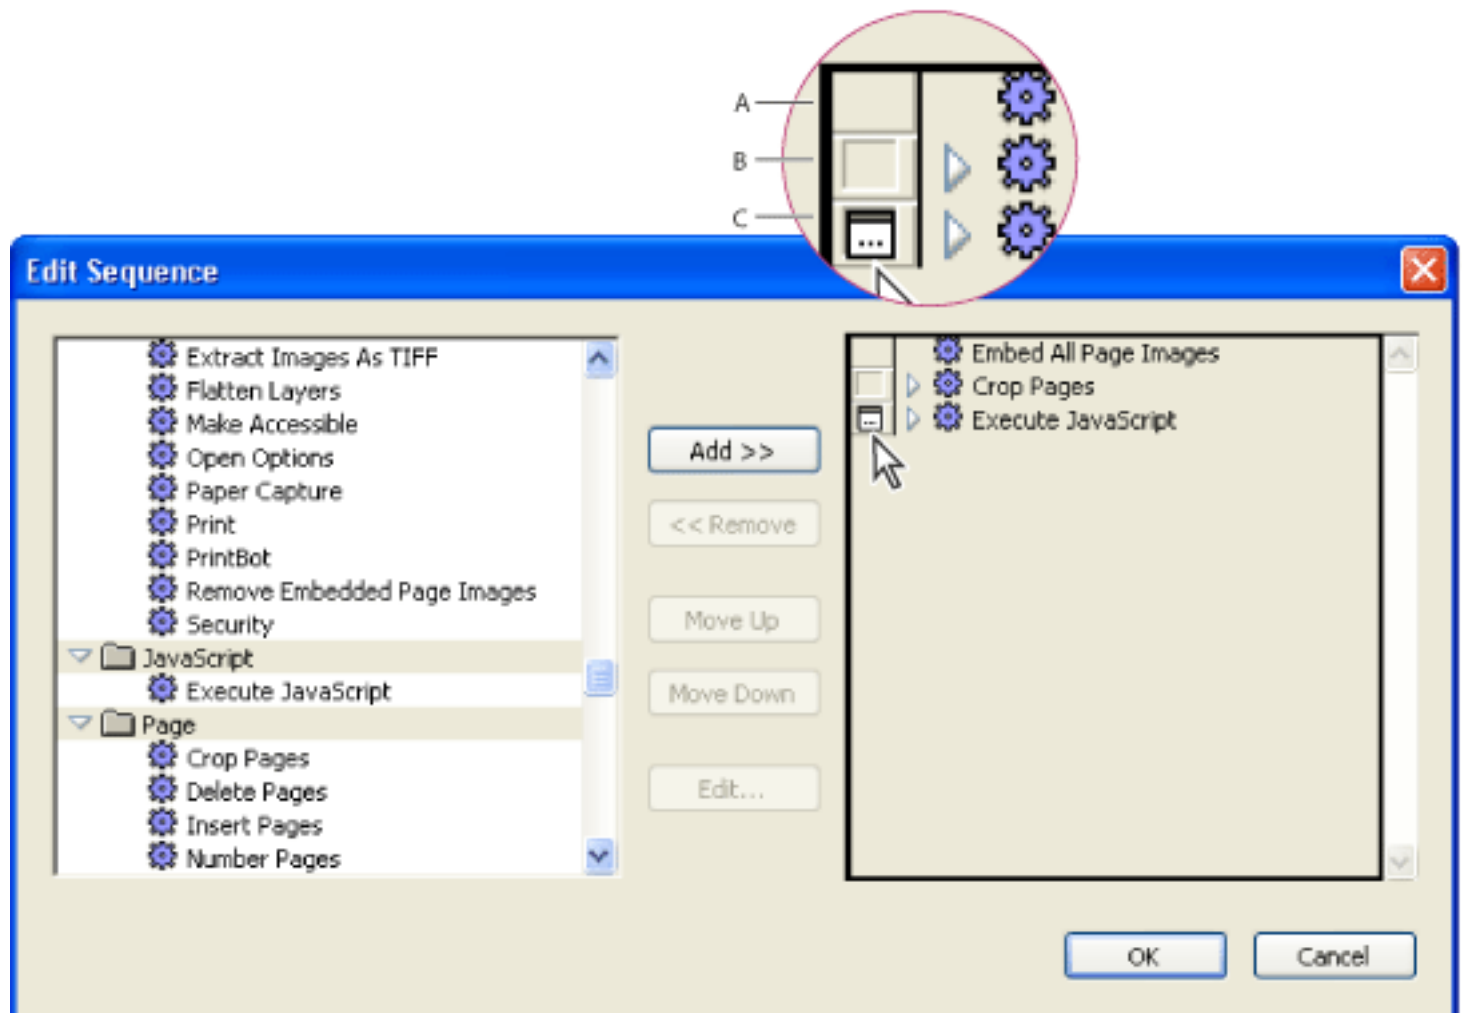 A
B
C
Edit Sequence
Extract Images As TIFF
Flatten Layers
Make Accessible
Open Options
Paper Capture
Print
PrintBot
Remove Embedded Page Images
Security
JavaScript
Execute JavaScript
Page
Crop Pages
Delete Pages
Insert Pages
Number Pages
Add >>
<< Remove
Move Up
Move Down
Edit...
Embed All Page Images
Crop Pages
Execute JavaScript
OK
Cancel